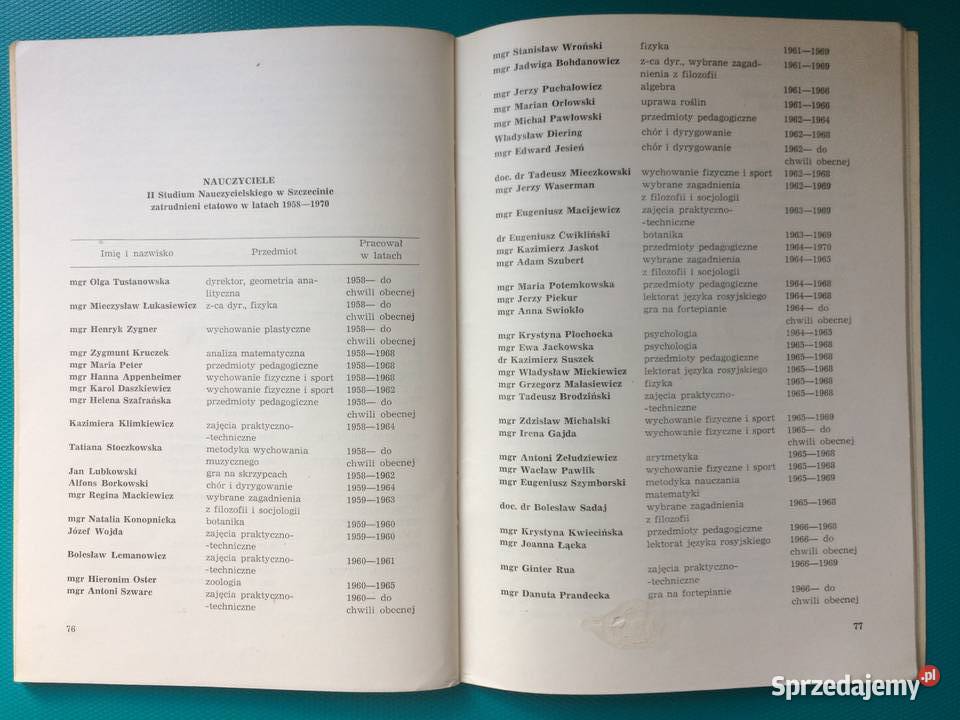 NAUCZYCIELE
II Studium Nauczycielskiego w Szczecinie
zatrudnieni etatowo w latach 1958—1970
Imię i nazwisko Przedmiot Pracował
w latach
mgr Olga Tustanowska dyrektor, geometria ana- 1958— do
lityczna chwili obecnej
mgr Mieczysław Łukasiewicz z-ca dyr., fizyka 1958— do
chwili obecnej
mgr Henryk Zygner wychowanie plastyczne 1958— do
chwili obecnej
mgr Zygmunt Kruczek analiza matematyczna 1958—1968
mgr Maria Peter przedmioty pedagogiczne 1958—1968
mgr Hanna Appenheimer wychowanie fizyczne i sport 1958—1968
mgr Karol Daszkiewicz wychowanie fizyczne i sport 1958—1962
mgr Helena Szafrańska przedmioty pedagogiczne 1958— do
chwili obecnej
Kazimiera Klimkiewicz zajęcia praktyczno- 1958—1964
-techniczne
Tatiana Stoczkowska metodyka wychowania 1958— do
muzycznego chwili obecnej
Jan Lubkowski gra na skrzypcach 1958—1962
Alfons Borkowski chór i dyrygowanie 1959—1964
mgr Regina Mackiewicz wybrane zagadnienia 1959—1963
z filozofii i socjologii
mgr Natalia Konopnicka botanika 1959—1960
Józef Wojda zajęcia praktyczno- 1959—1960
-techniczne
Bolesław Lemanowicz zajęcia praktyczno- 1960—1961
-techniczne
mgr Hieronim Oster zoologia 1960—1965
mgr Antoni Szwarc zajęcia praktyczno- 1960— do
-techniczne chwili obecnej
76
mgr Stanisław Wroński fizyka 1961—1969
mgr Jadwiga Bohdanowicz z-ca dyr., wybrane zagad- 1961—1969
nienia z filozofii
mgr Jerzy Puchałowicz algebra 1961—1966
mgr Marian Orłowski uprawa roślin 1961—1966
mgr Michał Pawłowski przedmioty pedagogiczne 1962—1964
Władysław Diering chór i dyrygowanie 1962—1968
mgr Edward Jesień chór i dyrygowanie 1962— do
chwili obecnej
doc. dr Tadeusz Mieczkowski wychowanie fizyczne i sport 1962—1968
mgr Jerzy Waserman wybrane zagadnienia 1962—1969
z filozofii i socjologii
mgr Eugeniusz Macijewicz zajęcia praktyczno- 1963—1969
-techniczne
dr Eugeniusz Ćwikliński botanika 1963—1969
mgr Kazimierz Jaskot przedmioty pedagogiczne 1964—1970
mgr Adam Szubert wybrane zagadnienia 1964—1965
z filozofii i socjologii
mgr Maria Potemkowska przedmioty pedagogiczne 1964—1968
mgr Jerzy Piekur lektorat języka rosyjskiego 1964—1968
mgr Anna Swiokło gra na fortepianie 1964— do
chwili obecnej
mgr Krystyna Płochocka psychologia 1964—1965
mgr Ewa Jackowska psychologia 1965—1968
dr Kazimierz Suszek przedmioty pedagogiczne 1965—1968
mgr Władysław Mickiewicz lektorat języka rosyjskiego 1965—1968
mgr Grzegorz Małasiewicz fizyka 1965—1968
mgr Tadeusz Brodziński zajęcia praktyczno- 1965—1968
-techniczne
mgr Zdzisław Michalski wychowanie fizyczne i sport 1965—1969
mgr Irena Gajda wychowanie fizyczne i sport 1965— do
chwili obecnej
mgr Antoni Żełudziewicz arytmetyka 1965—1968
mgr Wacław Pawlik wychowanie fizyczne i sport 1965—1968
mgr Eugeniusz Szymborski metodyka nauczania 1965—1969
matematyki
doc. dr Bolesław Sadaj wybrane zagadnienia 1965—1968
z filozofii
mgr Krystyna Kwiecińska przedmioty pedagogiczne 1966—1968
mgr Joanna Łącka lektorat języka rosyjskiego 1966— do
chwili obecnej
mgr Ginter Rua zajęcia praktyczno- 1966—1969
-techniczne
mgr Danuta Prandecka gra na fortepianie 1966— do
chwili obecnej
77
Sprzedajemy.pl